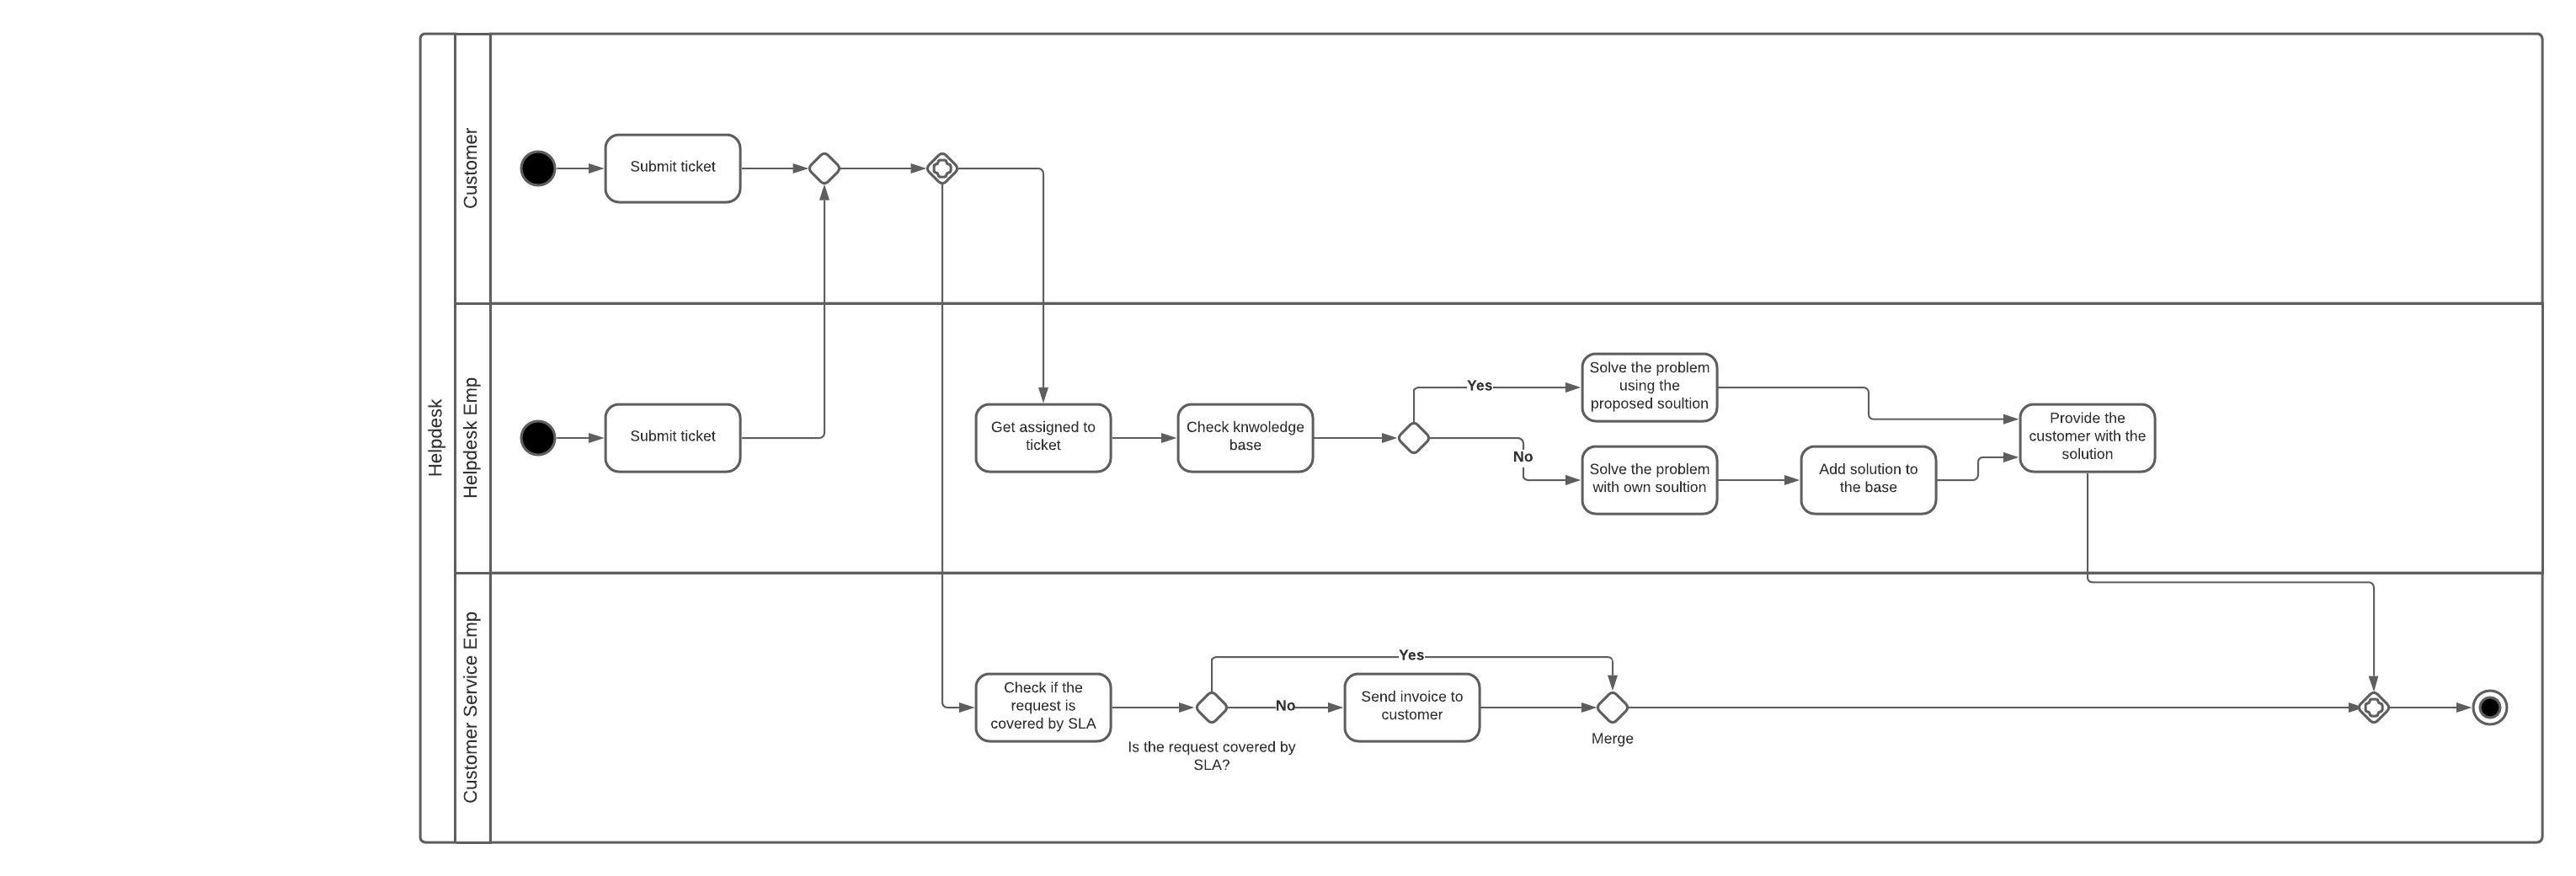 Helpdesk
Customer
Submit ticket
Helpdesk Emp
Submit ticket
Get assigned to
ticket
Check knwoledge
base
Yes
No
Solve the problem
using the
proposed soultion
Solve the problem
with own soultion
Add solution to
the base
Provide the
customer with the
solution
Customer Service Emp
Check if the
request is
covered by SLA
Is the request covered by
SLA?
Yes
No
Send invoice to
customer
Merge